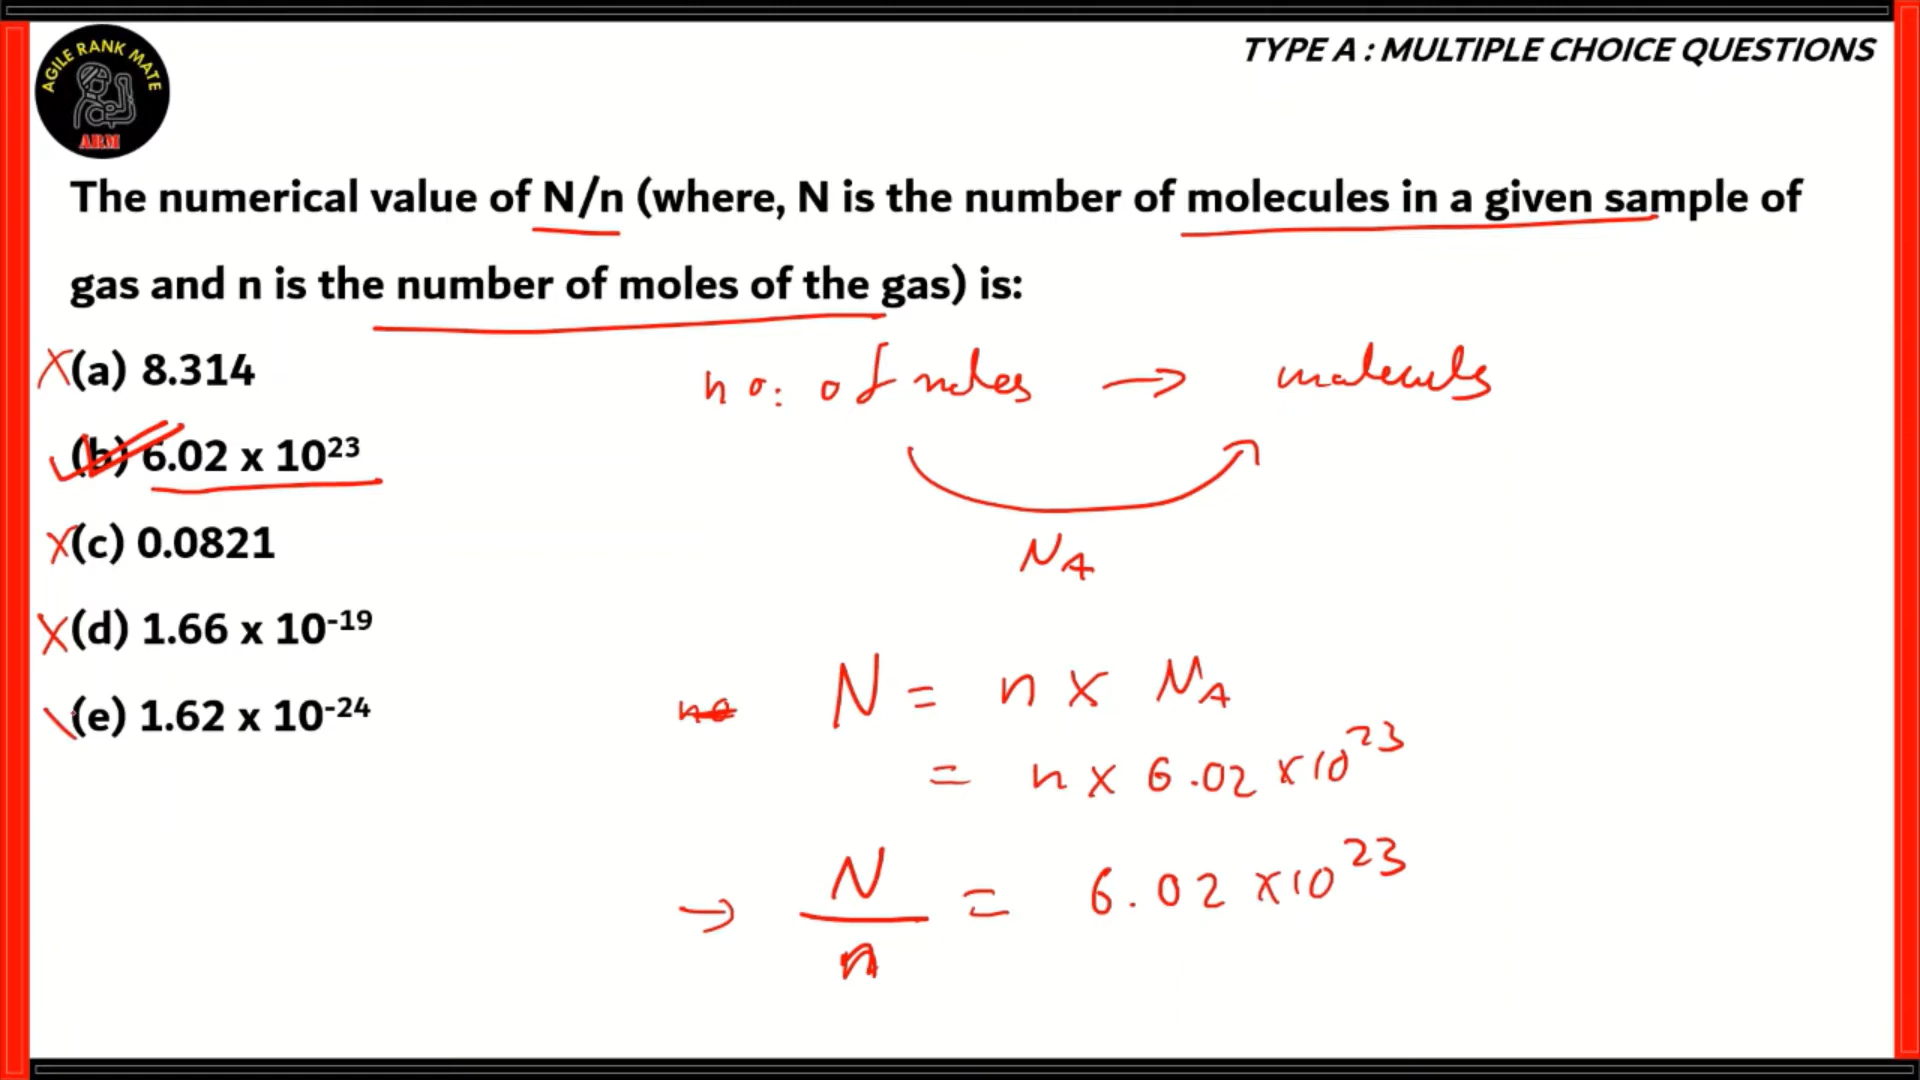 AGILE RANK MATE
ARM
TYPE A : MULTIPLE CHOICE QUESTIONS
The numerical value of N/n (where, N is the number of molecules in a given sample of
gas and n is the number of moles of the gas) is:
(a) 8.314
(b) 6.02 x 10²³
(c) 0.0821
(d) 1.66 x 10⁻¹⁹
(e) 1.62 x 10⁻²⁴
no: of moles → molecules
N_A
no N = n x N_A
= n x 6.02 x 10²³
→ N/n = 6.02 x 10²³